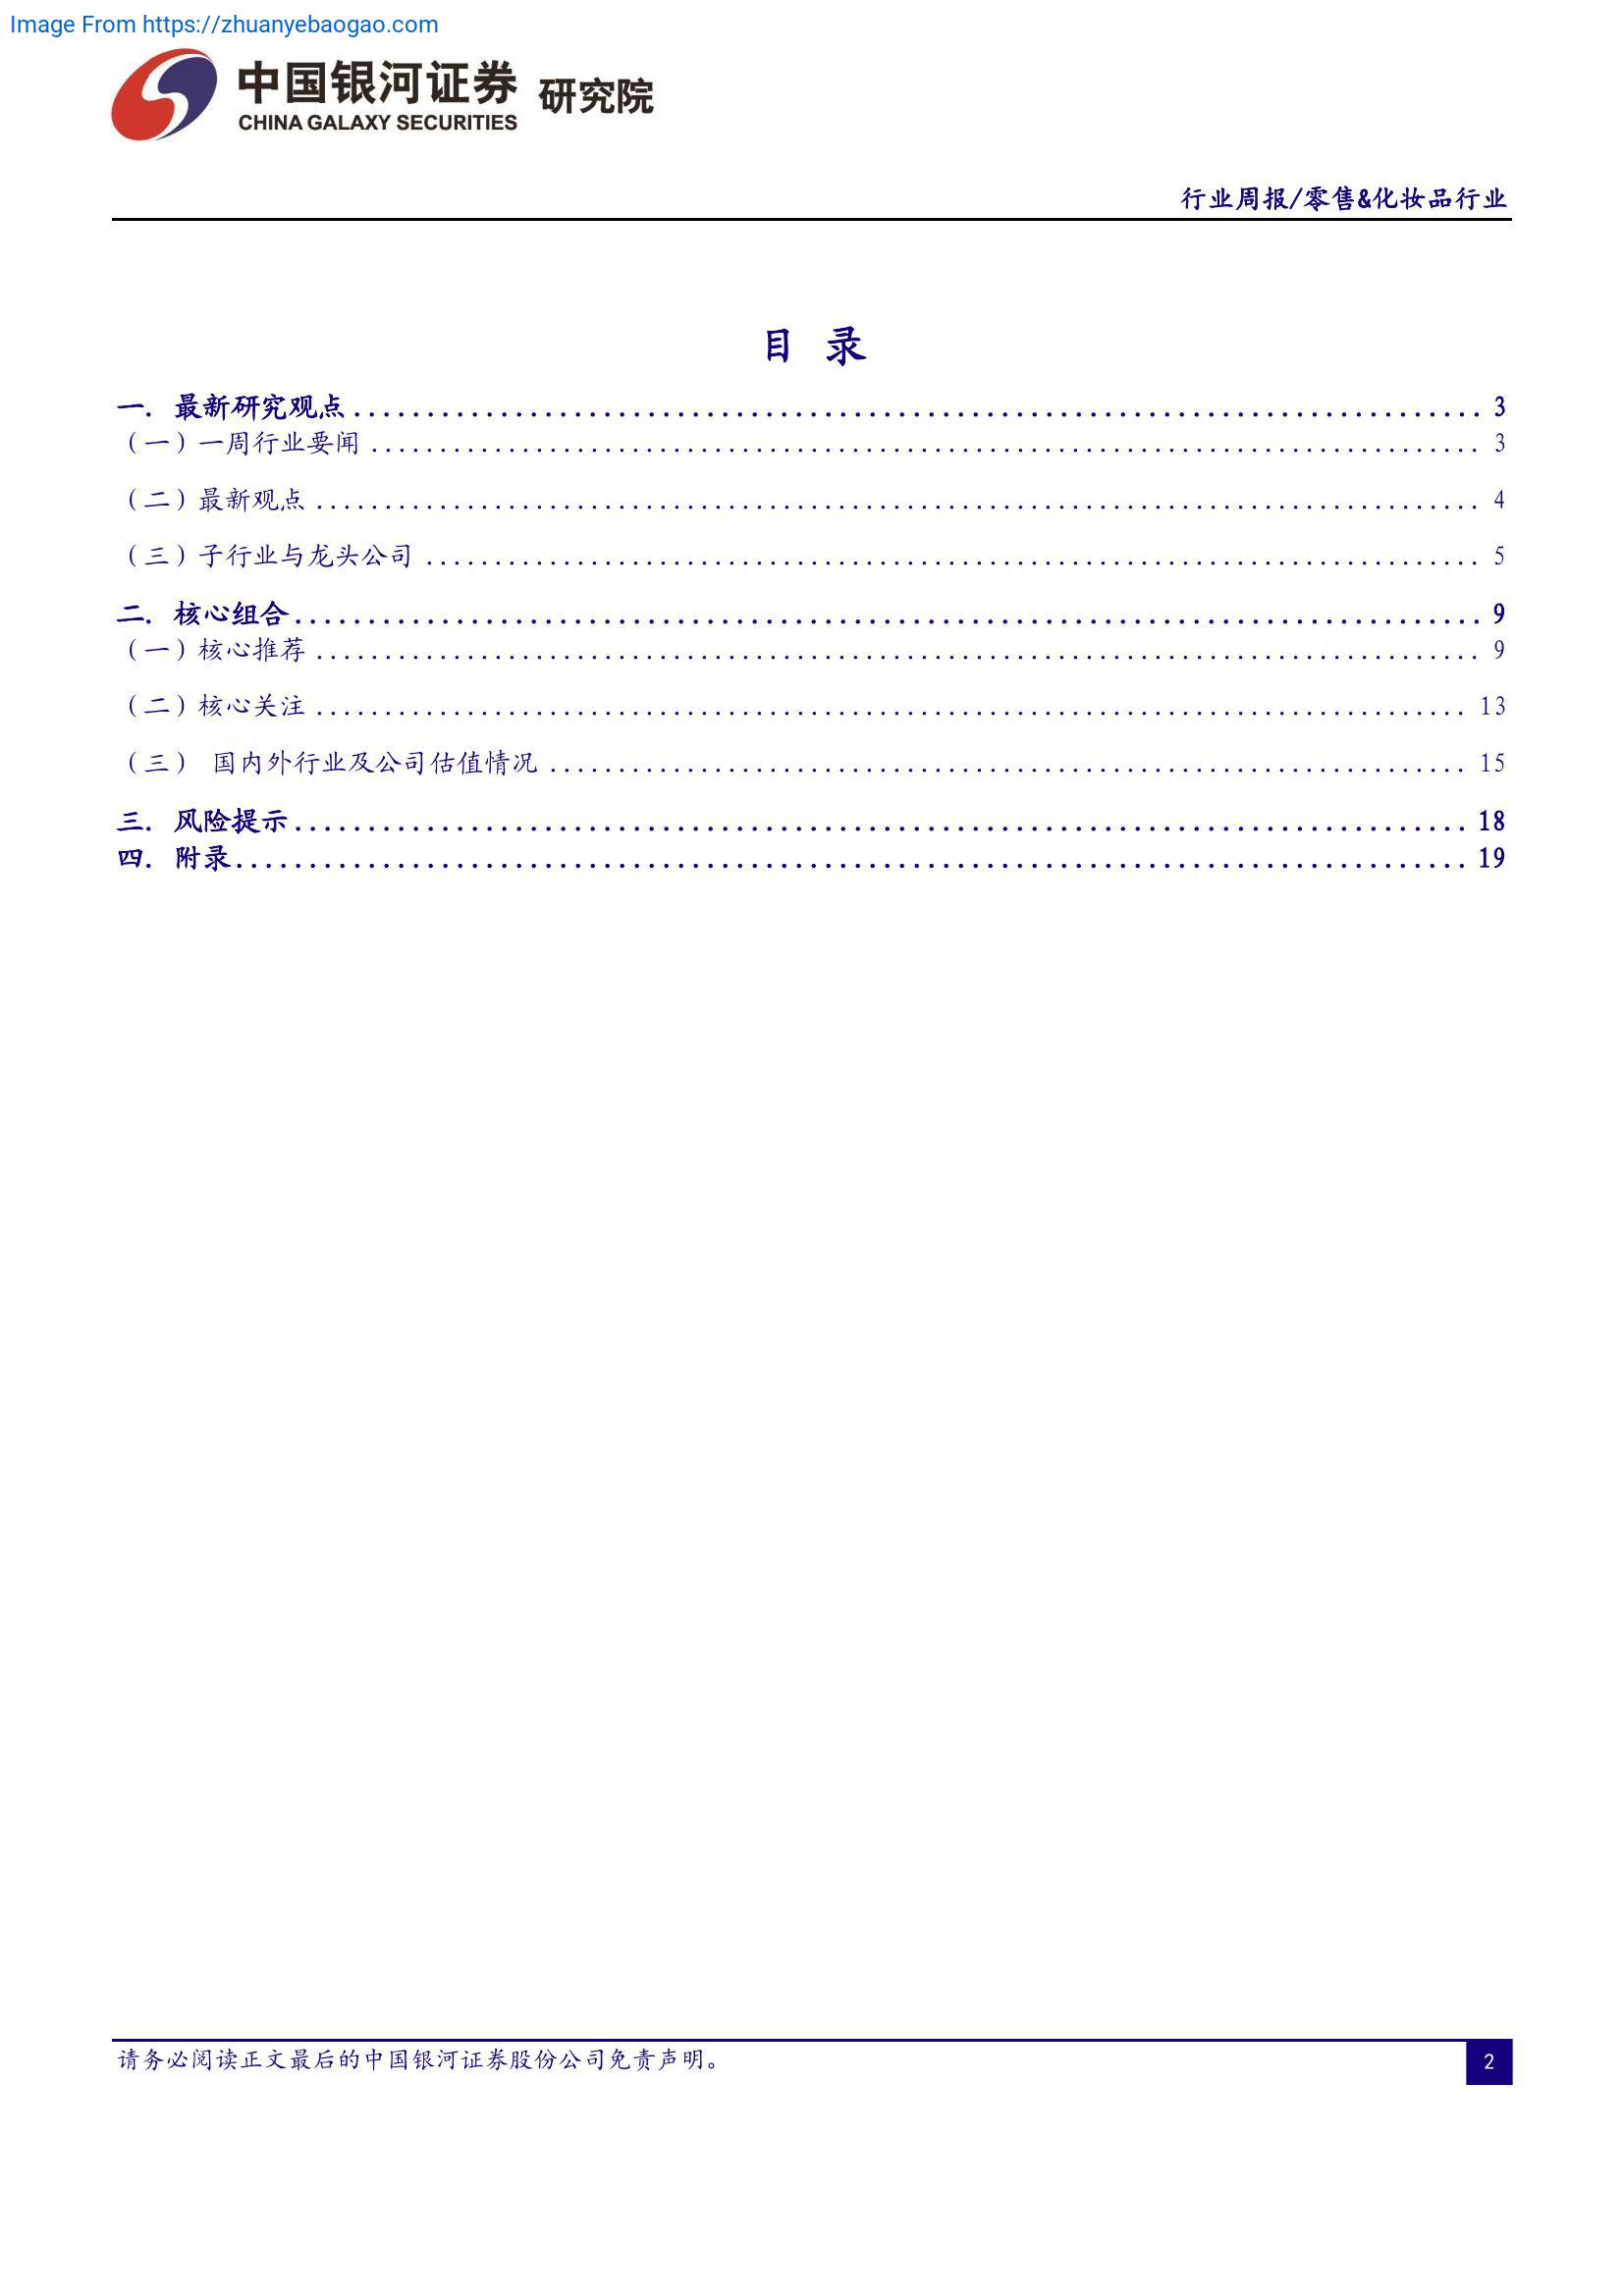 Image From https://zhuanyebaogao.com
中国银河证券 研究院
CHINA GALAXY SECURITIES
行业周报/零售&化妆品行业
目 录
一. 最新研究观点 3
（一）一周行业要闻 3
（二）最新观点 4
（三）子行业与龙头公司 5
二. 核心组合 9
（一）核心推荐 9
（二）核心关注 13
（三） 国内外行业及公司估值情况 15
三. 风险提示 18
四. 附录 19
请务必阅读正文最后的中国银河证券股份公司免责声明。
2